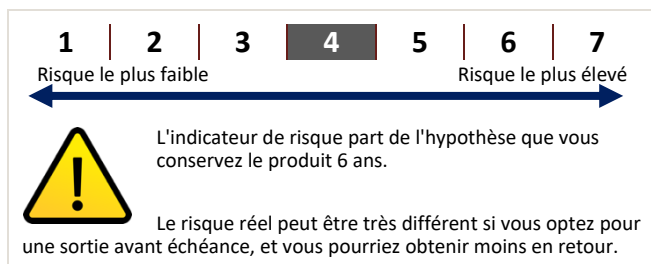 1 2 3 4 5 6 7
Risque le plus faible Risque le plus élevé
!
L'indicateur de risque part de l'hypothèse que vous
conservez le produit 6 ans.
Le risque réel peut être très différent si vous optez pour
une sortie avant échéance, et vous pourriez obtenir moins en retour.